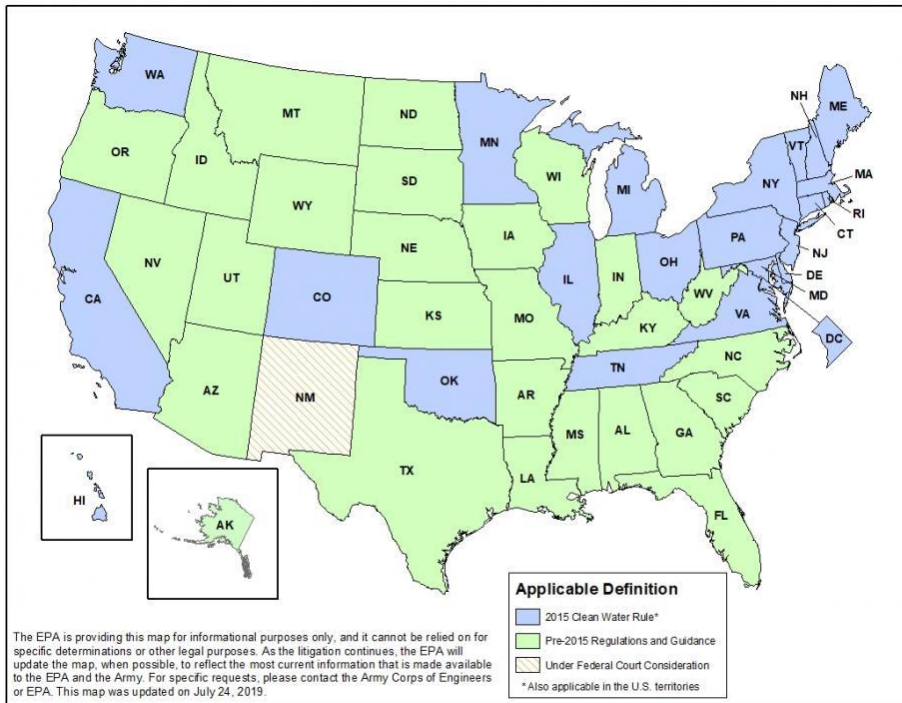 WA
MT
ND
MN
NH
ME
VT
OR
ID
SD
WI
NY
MA
WY
MI
RI
CT
IA
PA
NE
NJ
NV
UT
IL
IN
OH
DE
MD
CA
CO
WV
VA
KS
MO
KY
DC
NC
TN
OK
AZ
NM
AR
SC
MS
AL
GA
TX
LA
HI
AK
FL
Applicable Definition
2015 Clean Water Rule*
Pre-2015 Regulations and Guidance
Under Federal Court Consideration
* Also applicable in the U.S. territories
The EPA is providing this map for informational purposes only, and it cannot be relied on for
specific determinations or other legal purposes. As the litigation continues, the EPA will
update the map, when possible, to reflect the most current information that is made available
to the EPA and the Army. For specific requests, please contact the Army Corps of Engineers
or EPA. This map was updated on July 24, 2019.